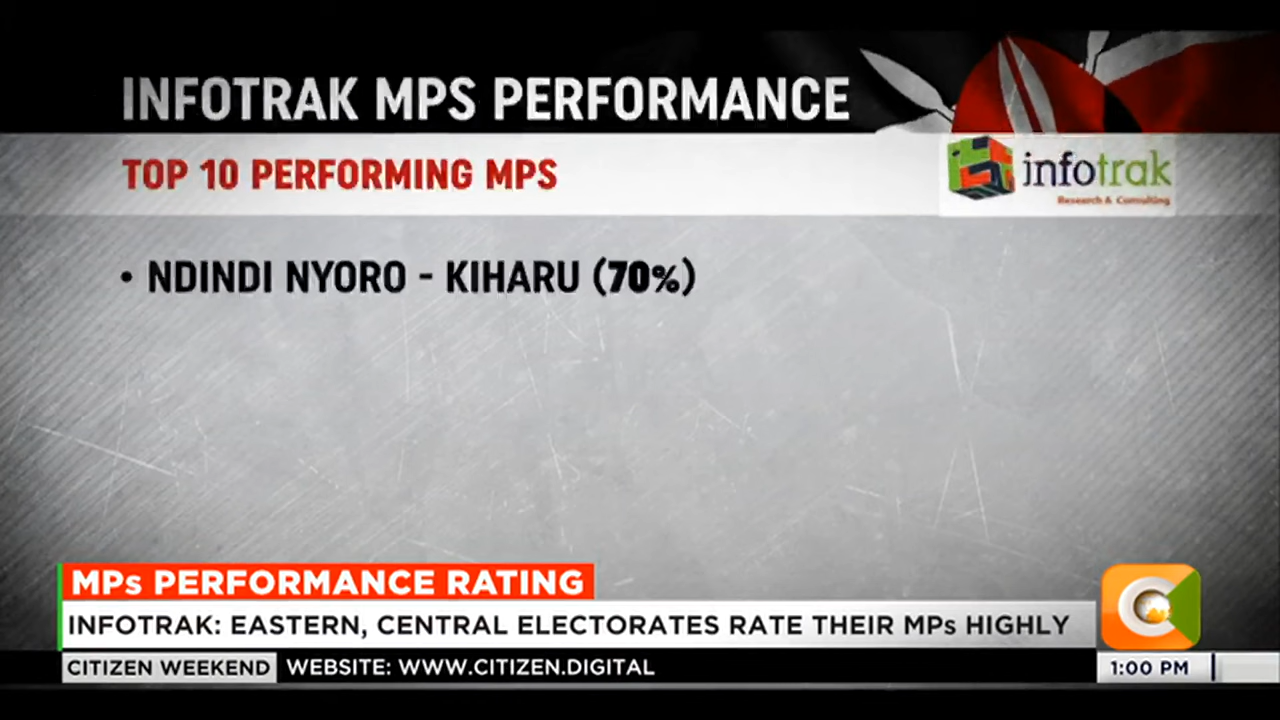 INFOTRAK MPS PERFORMANCE
TOP 10 PERFORMING MPS
infotrak
Research & Consulting
• NDINDI NYORO - KIHARU (70%)
MPs PERFORMANCE RATING
INFOTRAK: EASTERN, CENTRAL ELECTORATES RATE THEIR MPs HIGHLY
CITIZEN WEEKEND WEBSITE: WWW.CITIZEN.DIGITAL
1:00 PM